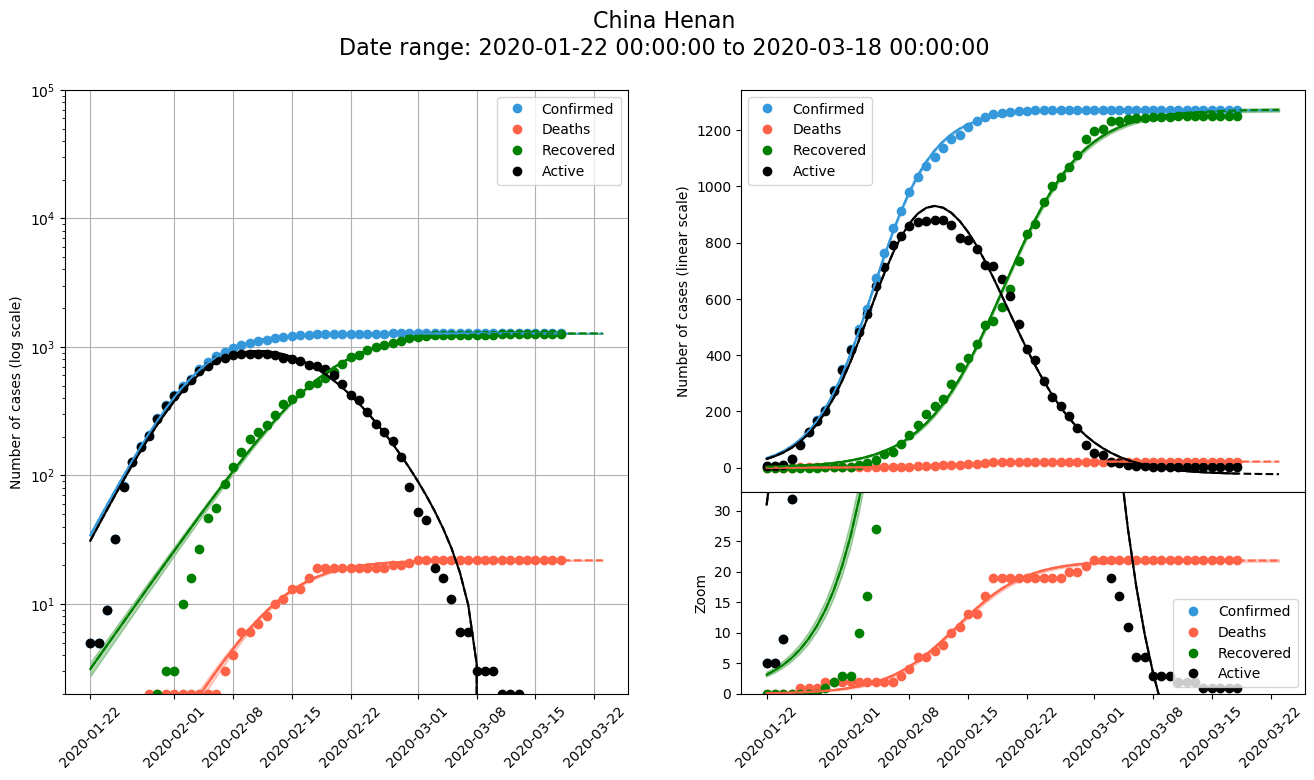 China Henan
Date range: 2020-01-22 00:00:00 to 2020-03-18 00:00:00
Number of cases (log scale)
10^5
10^4
10^3
10^2
10^1
Confirmed
Deaths
Recovered
Active
2020-01-22
2020-02-01
2020-02-08
2020-02-15
2020-02-22
2020-03-01
2020-03-08
2020-03-15
2020-03-22
Number of cases (linear scale)
1200
1000
800
600
400
200
0
Confirmed
Deaths
Recovered
Active
Zoom
30
25
20
15
10
5
0
Confirmed
Deaths
Recovered
Active
2020-01-22
2020-02-01
2020-02-08
2020-02-15
2020-02-22
2020-03-01
2020-03-08
2020-03-15
2020-03-22